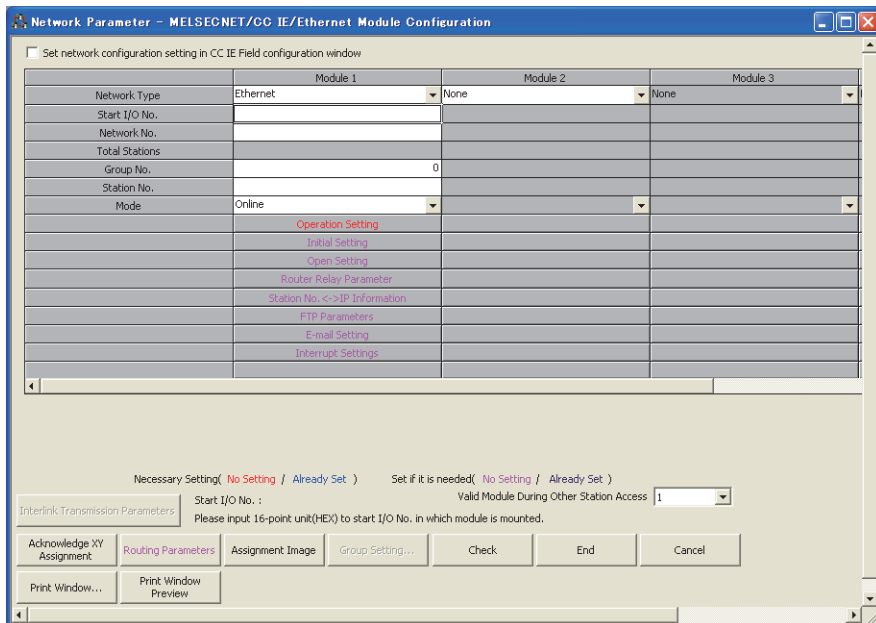 Network Parameter - MELSECNET/CC IE/Ethernet Module Configuration
Set network configuration setting in CC IE Field configuration window
Module 1 Module 2 Module 3
Network Type Ethernet None None
Start I/O No.
Network No.
Total Stations
Group No. 0
Station No.
Mode Online
Operation Setting
Initial Setting
Open Setting
Router Relay Parameter
Station No. <->IP Information
FTP Parameters
E-mail Setting
Interrupt Settings
Necessary Setting( No Setting / Already Set ) Set if it is needed( No Setting / Already Set )
Interlink Transmission Parameters
Start I/O No. :
Valid Module During Other Station Access 1
Please input 16-point unit(HEX) to start I/O No. in which module is mounted.
Acknowledge XY
Assignment
Routing Parameters
Assignment Image
Group Setting...
Check
End
Cancel
Print Window...
Print Window
Preview